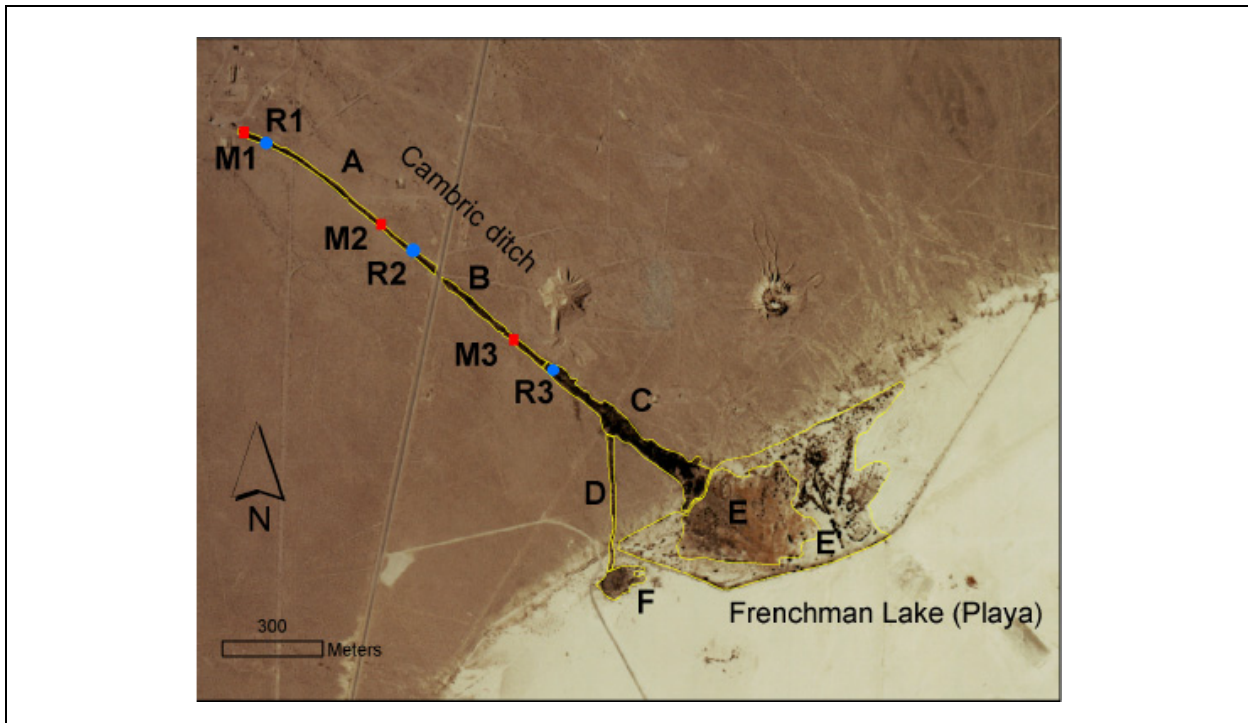 R1
M1
A
Cambric ditch
M2
R2
B
M3
R3
C
D
E
E
F
N
300
Meters
Frenchman Lake (Playa)